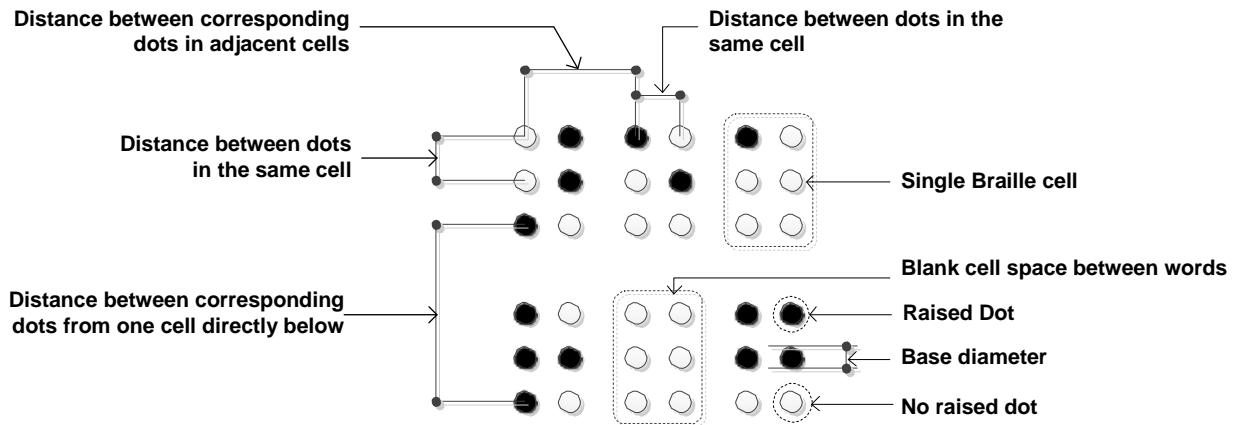 Distance between corresponding
dots in adjacent cells
Distance between dots in the
same cell
Distance between dots
in the same cell
Single Braille cell
Blank cell space between words
Distance between corresponding
dots from one cell directly below
Raised Dot
Base diameter
No raised dot